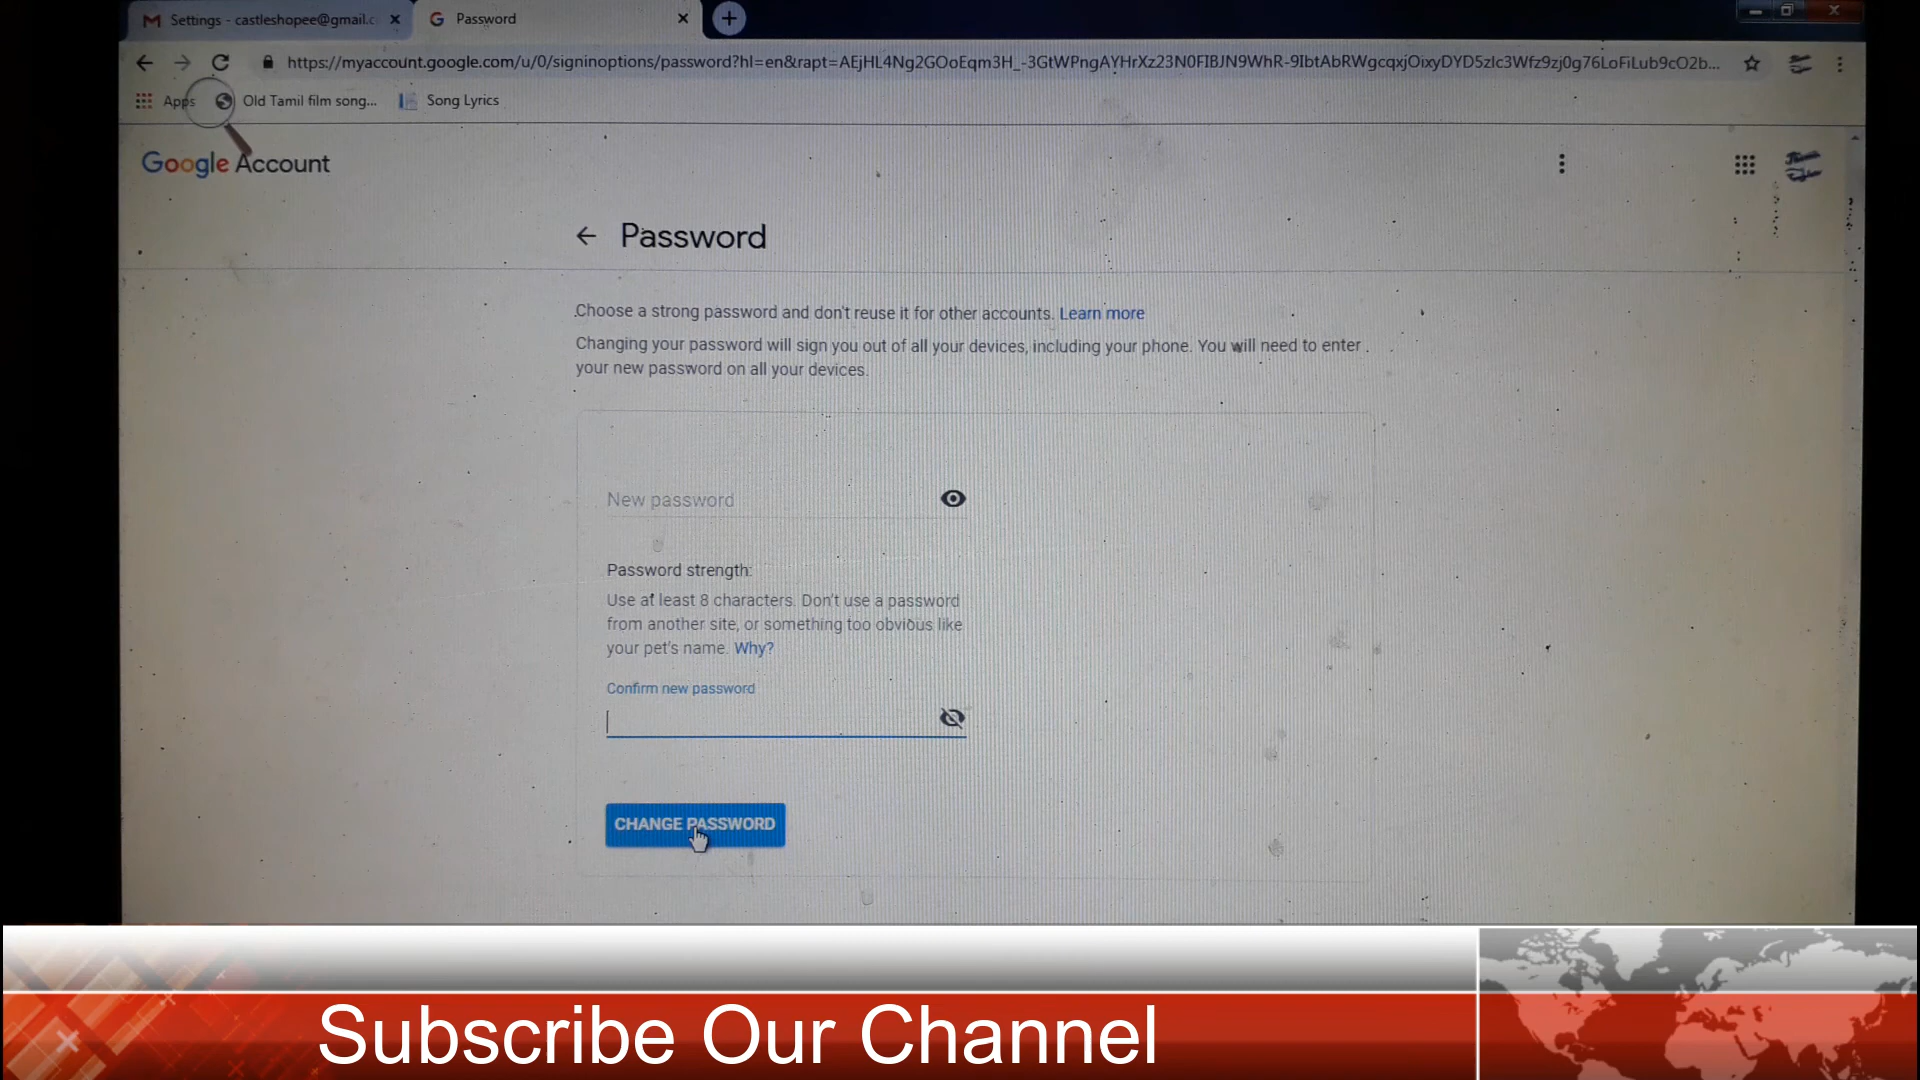 Settings - castleshopee@gmail.c
Password
https://myaccount.google.com/u/0/signinoptions/password?hl=en&rapt=
Apps
Old Tamil film song...
Song Lyrics
Google Account
Password
Choose a strong password and don't reuse it for other accounts. Learn more
Changing your password will sign you out of all your devices, including your phone. You will need to enter
your new password on all your devices.
New password
Password strength:
Use at least 8 characters. Don't use a password
from another site, or something too obvious like
your pet's name. Why?
Confirm new password
CHANGE PASSWORD
Subscribe Our Channel